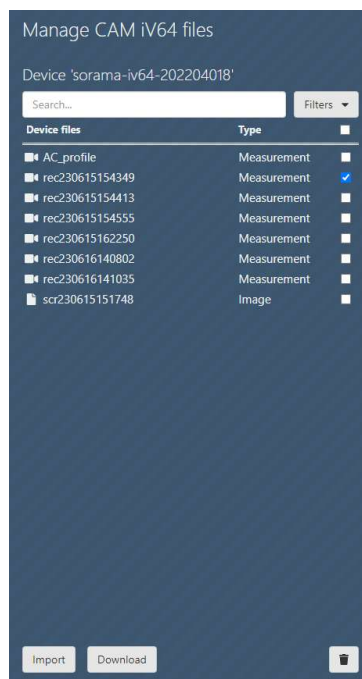 Manage CAM iV64 files
Device 'sorama-iv64-202204018'
Search...
Filters
Device files Type
AC_profile Measurement
rec230615154349 Measurement
rec230615154413 Measurement
rec230615154555 Measurement
rec230615162250 Measurement
rec230616140802 Measurement
rec230616141035 Measurement
scr230615151748 Image
Import Download